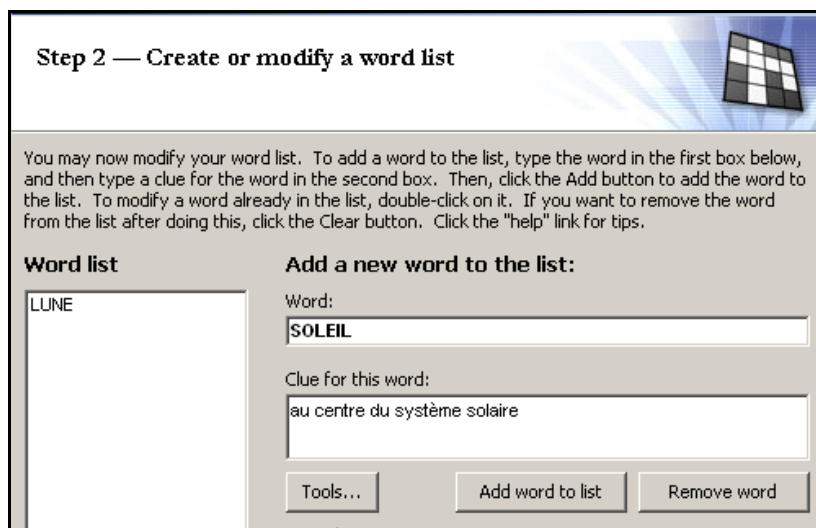 Step 2 — Create or modify a word list
You may now modify your word list. To add a word to the list, type the word in the first box below,
and then type a clue for the word in the second box. Then, click the Add button to add the word to
the list. To modify a word already in the list, double-click on it. If you want to remove the word
from the list after doing this, click the Clear button. Click the "help" link for tips.
Word list
LUNE
Add a new word to the list:
Word:
SOLEIL
Clue for this word:
au centre du système solaire
Tools... Add word to list Remove word